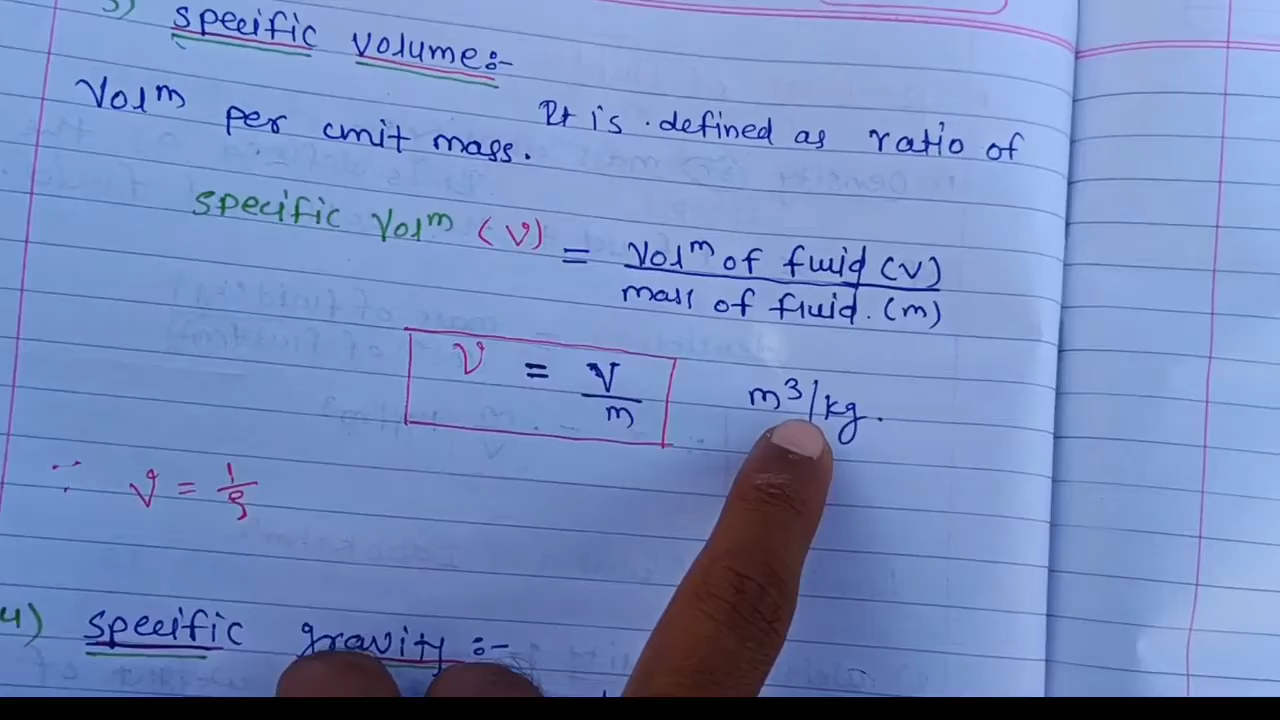 3) specific volume:-
It is defined as ratio of
Vol^m per unit mass.
specific Vol^m (v) = Vol^m of fluid (v) / mass of fluid. (m)
v = V / m m³/kg.
∵ v = 1/ρ
4) specific gravity :-